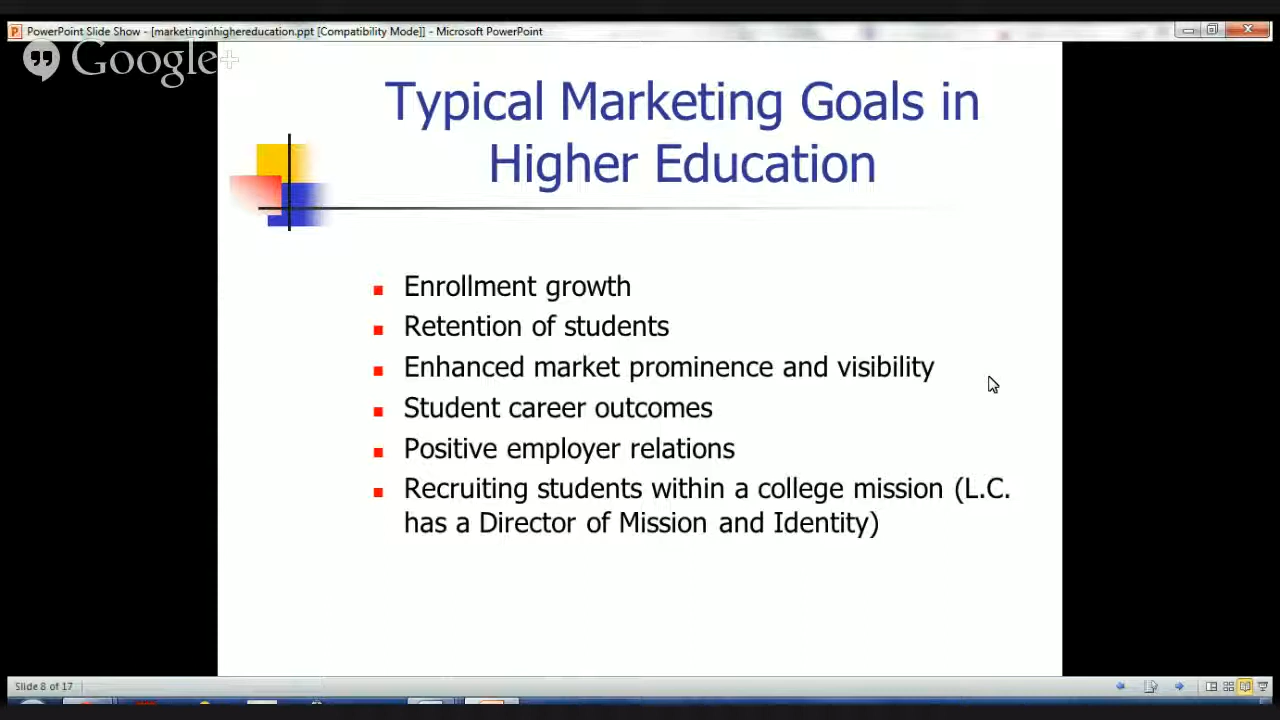 PowerPoint Slide Show - [marketinginhighereducation.ppt [Compatibility Mode]] - Microsoft PowerPoint
Google+
Typical Marketing Goals in
Higher Education
Enrollment growth
Retention of students
Enhanced market prominence and visibility
Student career outcomes
Positive employer relations
Recruiting students within a college mission (L.C.
has a Director of Mission and Identity)
Slide 8 of 17